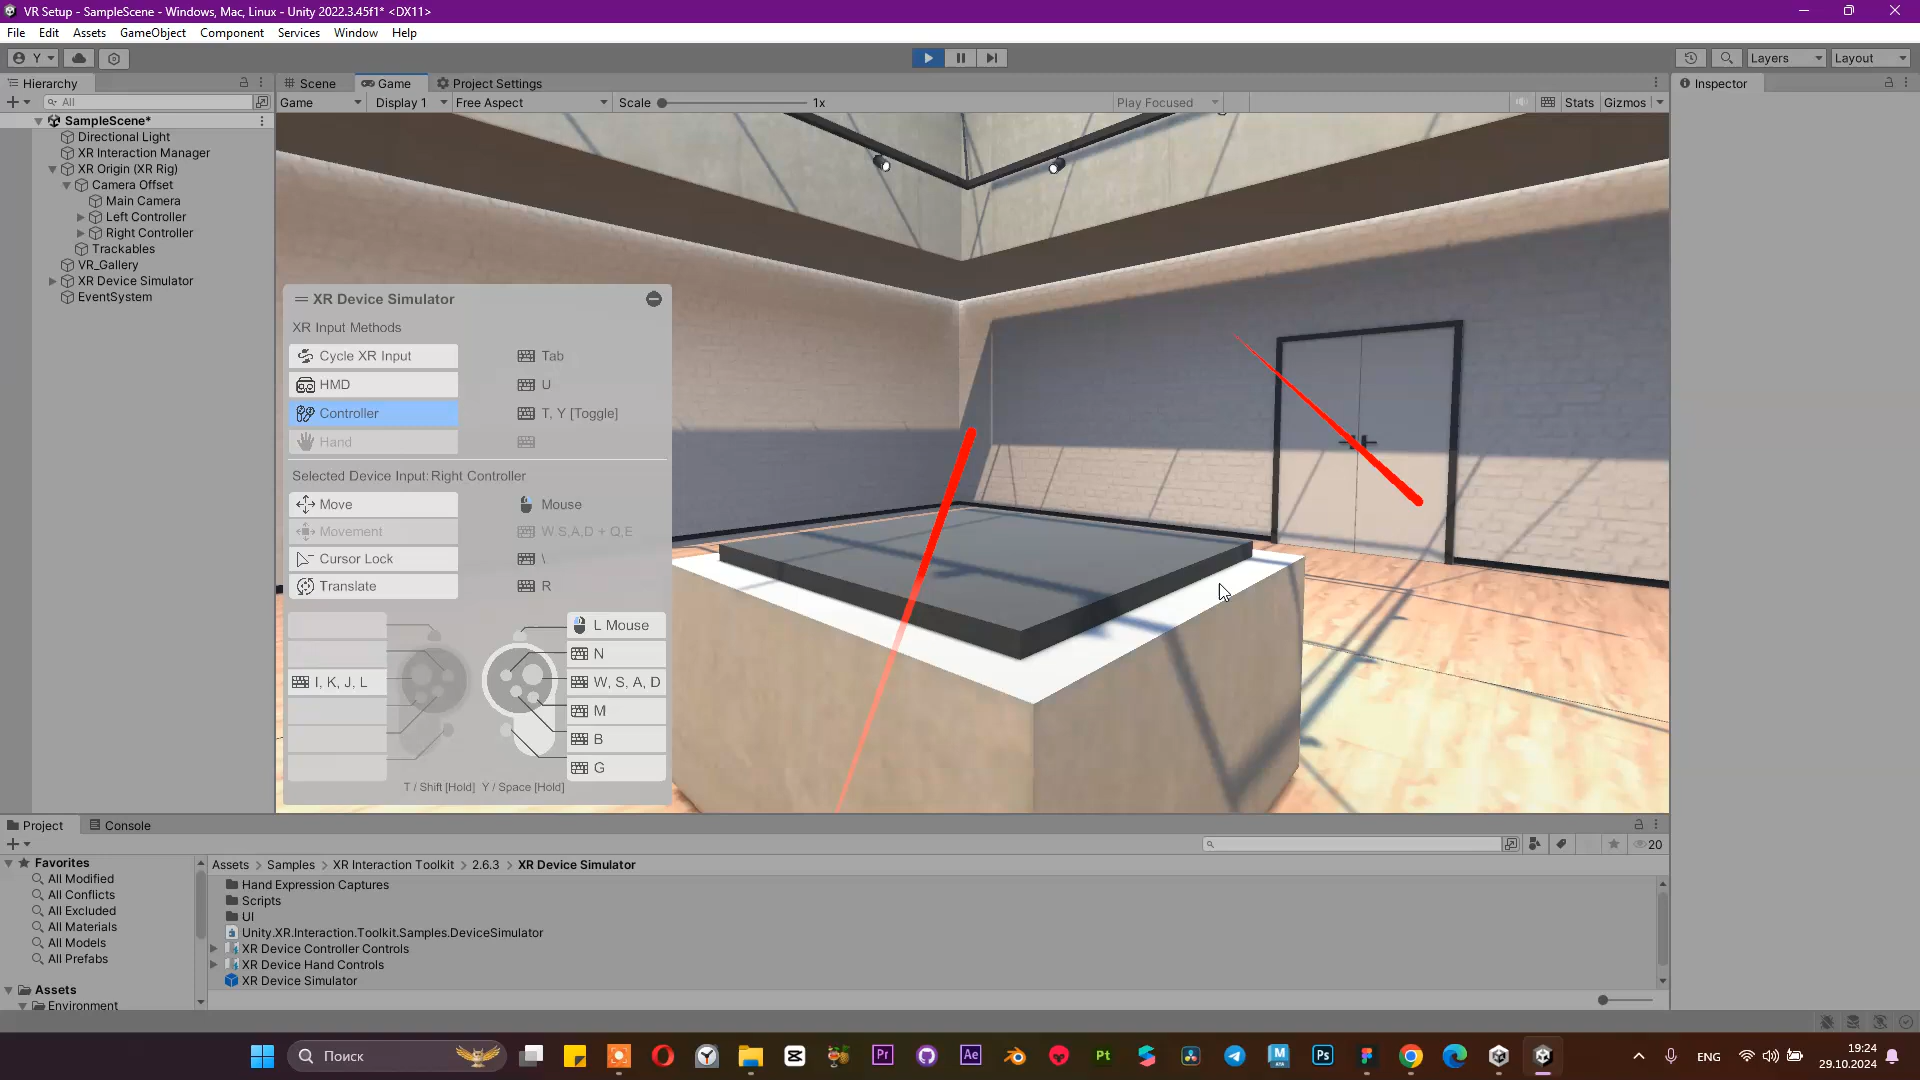 VR Setup - SampleScene - Windows, Mac, Linux - Unity 2022.3.45f1* <DX11>
File Edit Assets GameObject Component Services Window Help
Y Layers Layout
Hierarchy Scene Game Project Settings Inspector
All Game Display 1 Free Aspect Scale 1x Play Focused Stats Gizmos
SampleScene*
Directional Light
XR Interaction Manager
XR Origin (XR Rig)
Camera Offset
Main Camera
Left Controller
Right Controller
Trackables
VR_Gallery
XR Device Simulator
EventSystem
XR Device Simulator
XR Input Methods
Cycle XR Input Tab
HMD U
Controller T, Y [Toggle]
Hand
Selected Device Input: Right Controller
Move Mouse
Movement W S,A,D + Q,E
Cursor Lock \
Translate R
L Mouse
N
I, K, J, L W, S, A, D
M
B
G
T / Shift [Hold] Y / Space [Hold]
Project Console
20
Favorites
All Modified
All Conflicts
All Excluded
All Materials
All Models
All Prefabs
Assets
Environment
Assets > Samples > XR Interaction Toolkit > 2.6.3 > XR Device Simulator
Hand Expression Captures
Scripts
UI
Unity.XR.Interaction.Toolkit.Samples.DeviceSimulator
XR Device Controller Controls
XR Device Hand Controls
XR Device Simulator
Поиск Pr Ae Pt M Ps ENG 19:24
29.10.2024